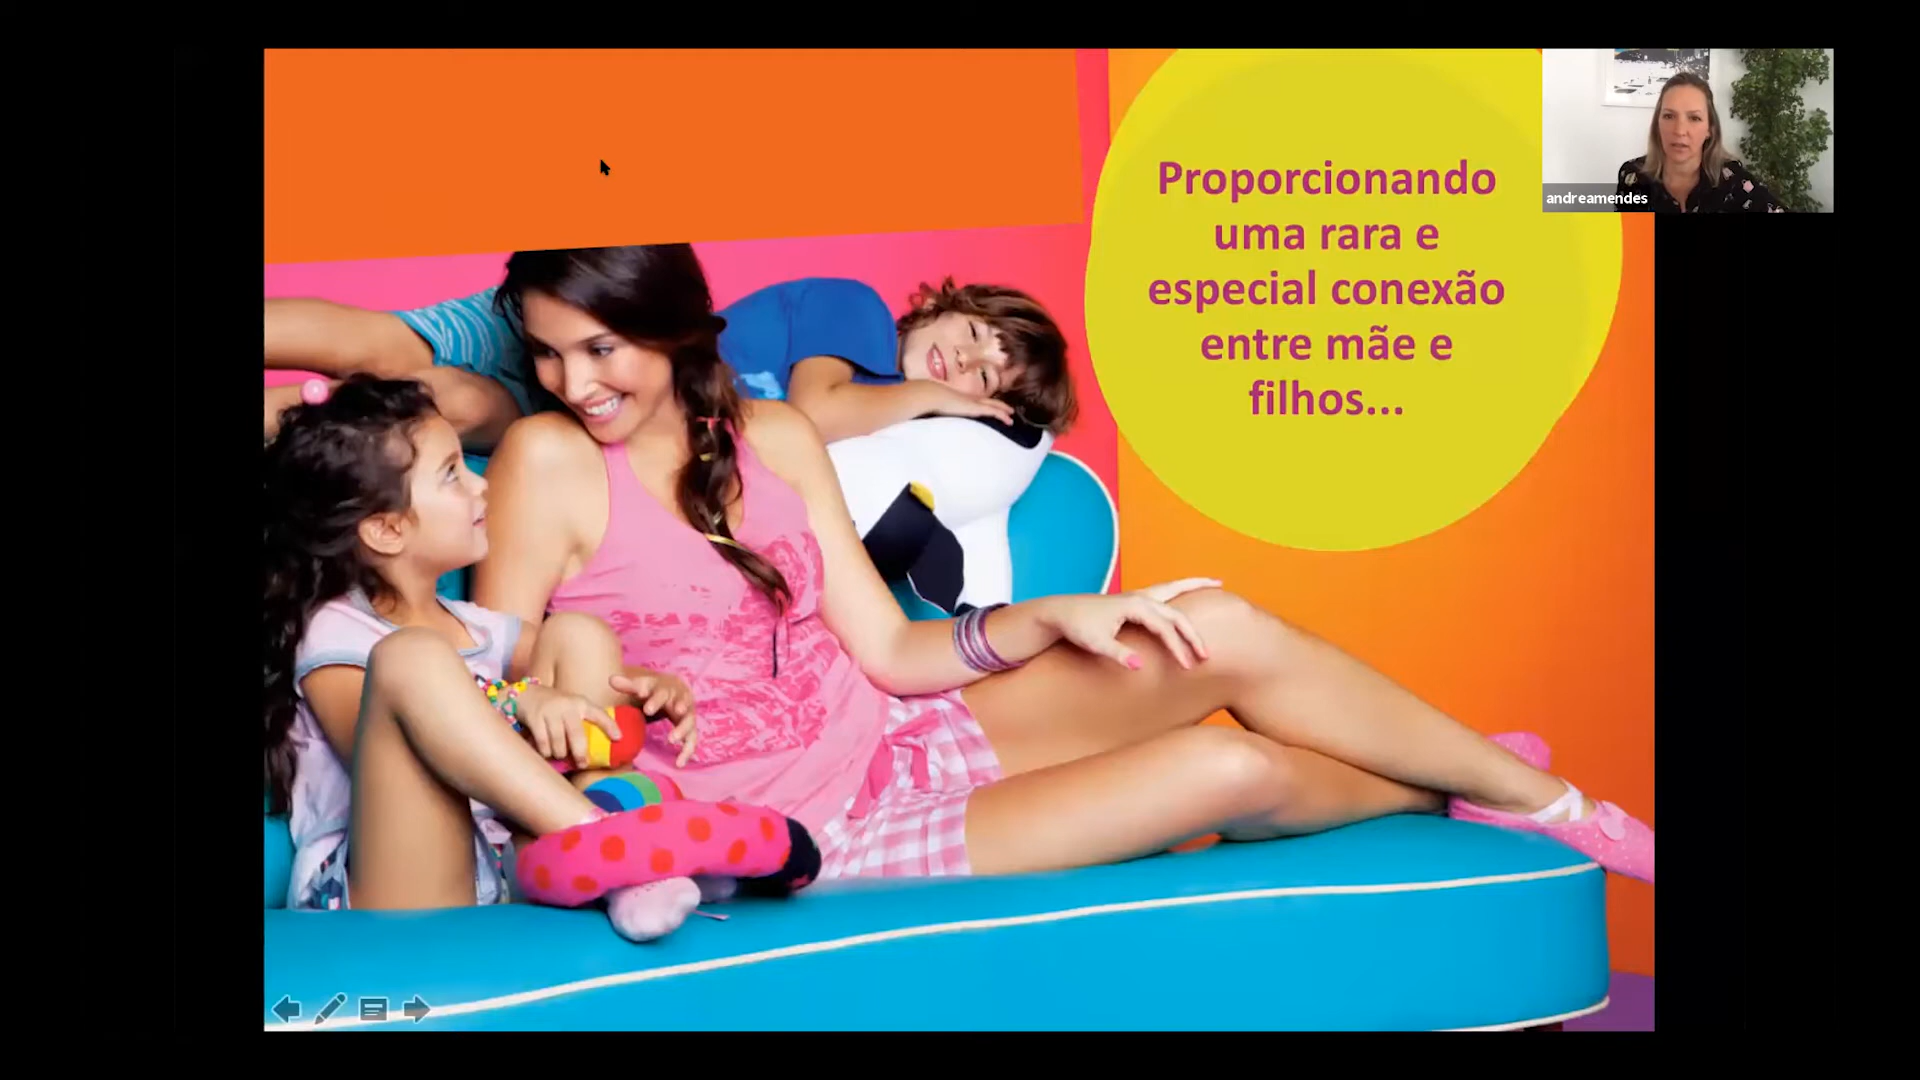 Proporcionando
uma rara e
especial conexão
entre mãe e
filhos...
andreamendes